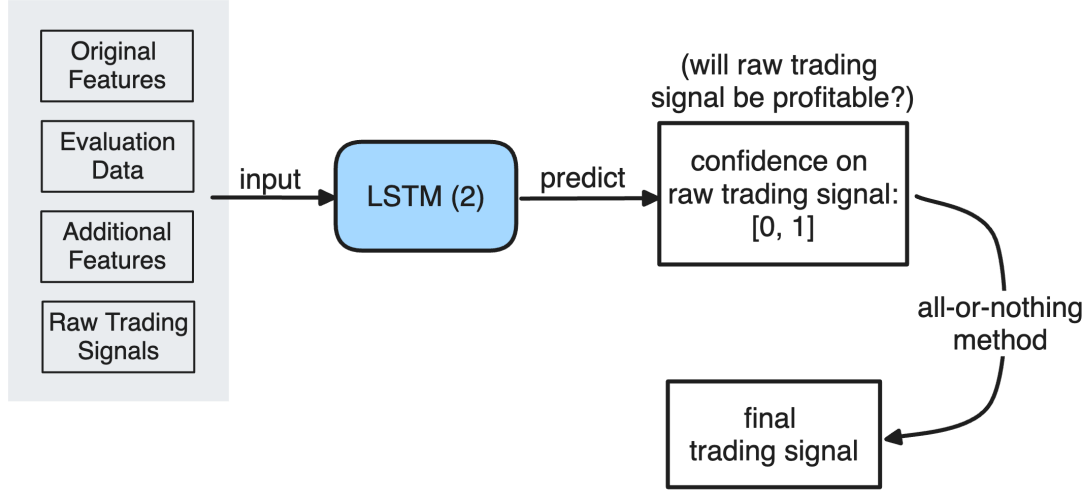 Original
Features
Evaluation
Data
Additional
Features
Raw Trading
Signals
input
LSTM (2)
predict
(will raw trading
signal be profitable?)
confidence on
raw trading signal:
[0, 1]
all-or-nothing
method
final
trading signal